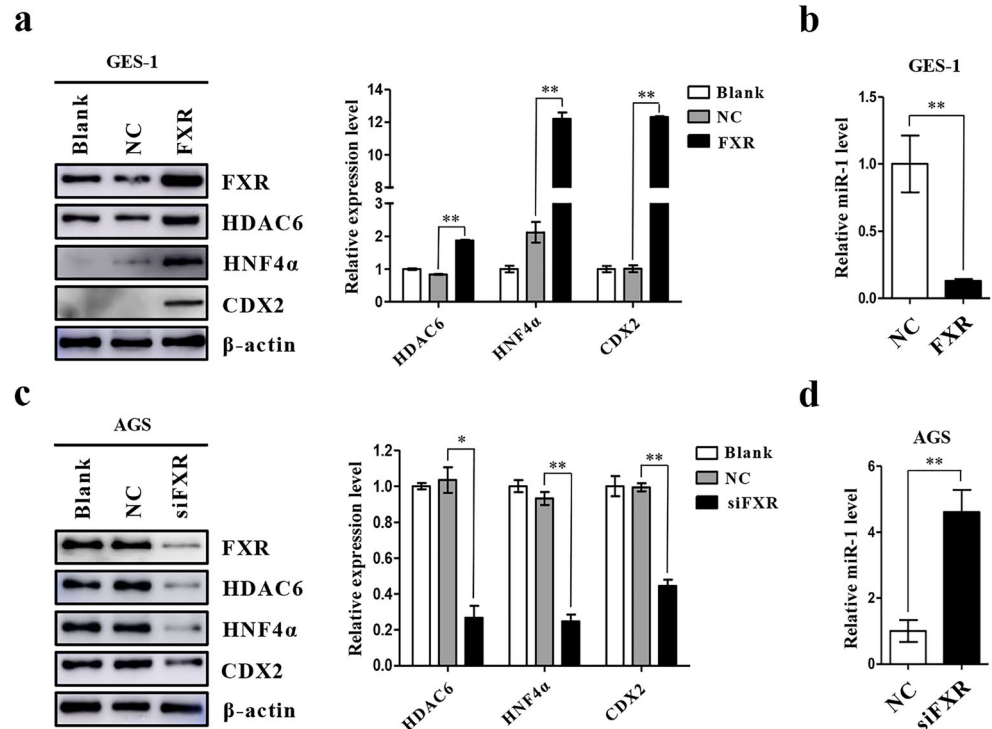 a
GES-1
Blank NC FXR
FXR
HDAC6
HNF4α
CDX2
β-actin
Relative expression level
14
12
10
8
6
3
2
1
0
**
**
**
HDAC6 HNF4α CDX2
Blank
NC
FXR
b
GES-1
Relative miR-1 level
1.5
1.0
0.5
0.0
**
NC FXR
c
AGS
Blank NC siFXR
FXR
HDAC6
HNF4α
CDX2
β-actin
Relative expression level
1.2
1.0
0.8
0.6
0.4
0.2
0.0
*
**
**
HDAC6 HNF4α CDX2
Blank
NC
siFXR
d
AGS
Relative miR-1 level
6
4
2
0
**
NC siFXR